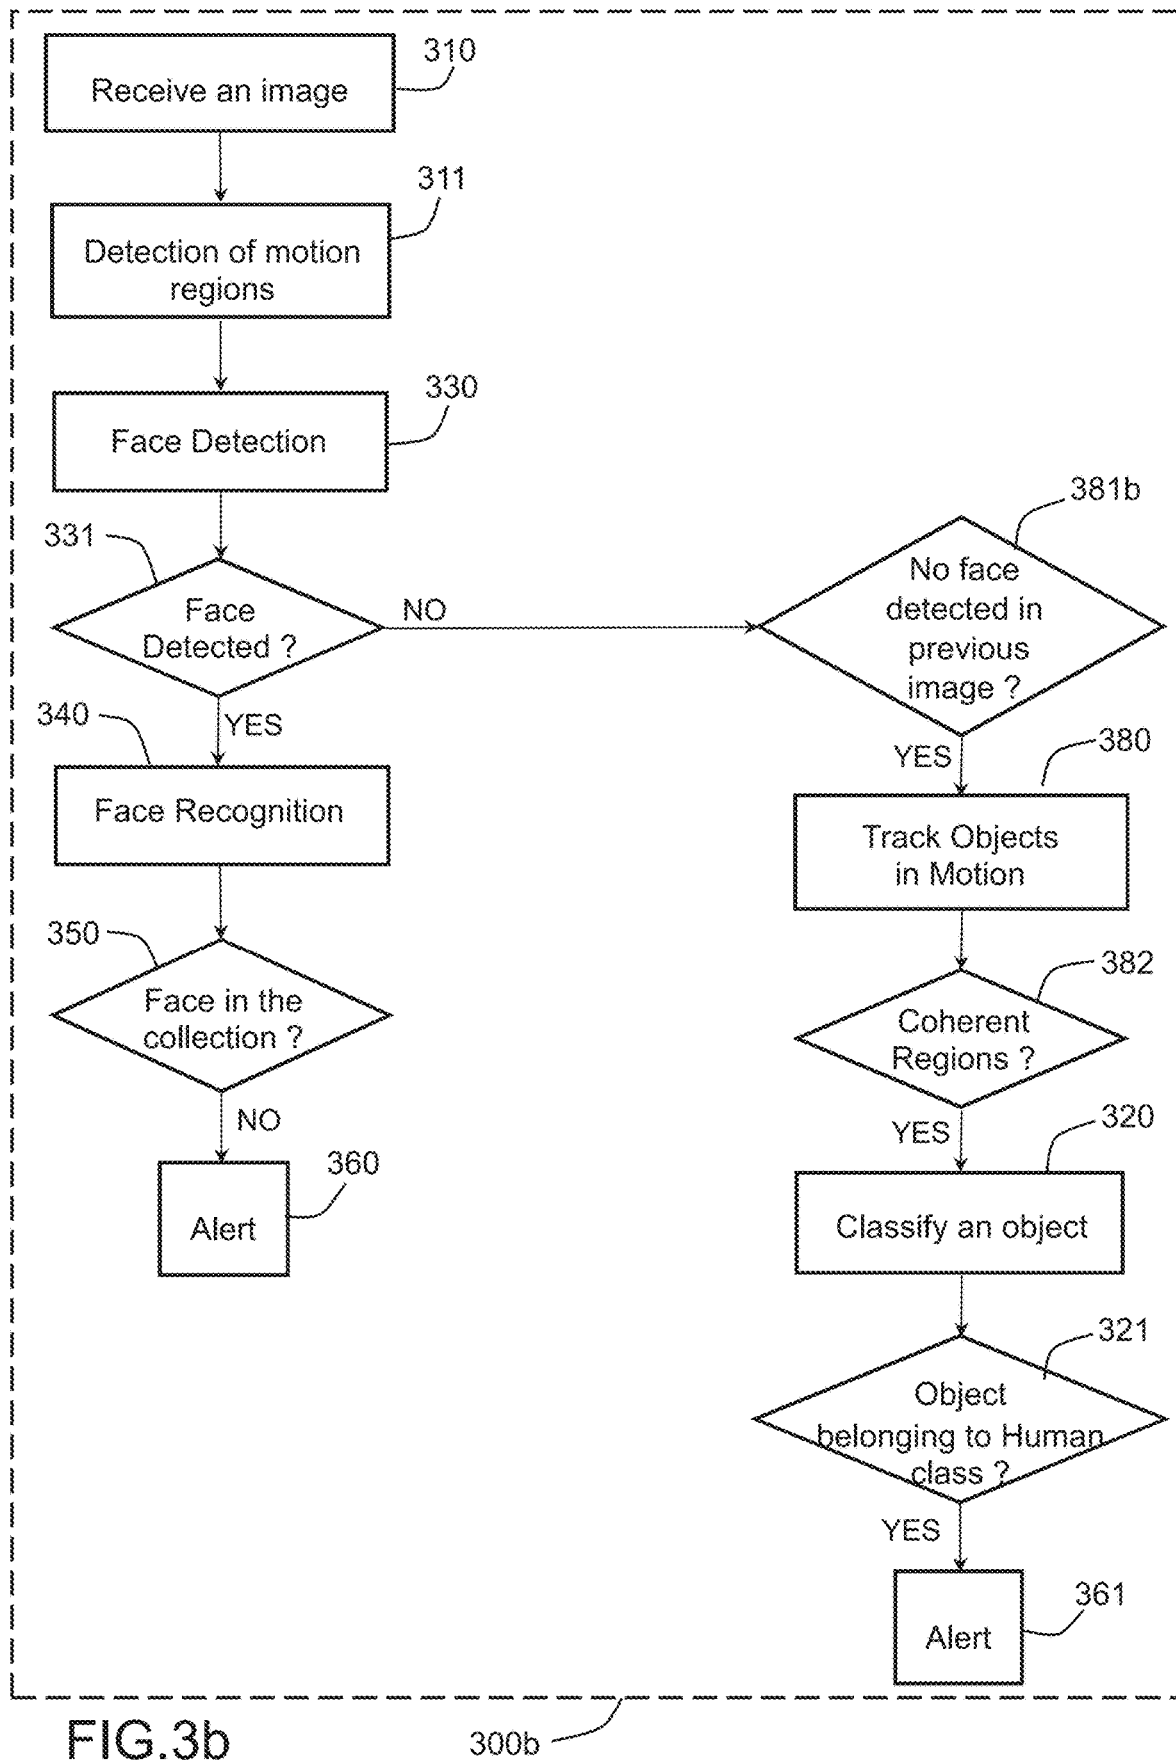 310
Receive an image
311
Detection of motion
regions
330
Face Detection
331
Face
Detected ?
NO
YES
340
Face Recognition
350
Face in the
collection ?
NO
360
Alert
381b
No face
detected in
previous
image ?
YES
380
Track Objects
in Motion
382
Coherent
Regions ?
YES
320
Classify an object
321
Object
belonging to Human
class ?
YES
361
Alert
FIG.3b
300b